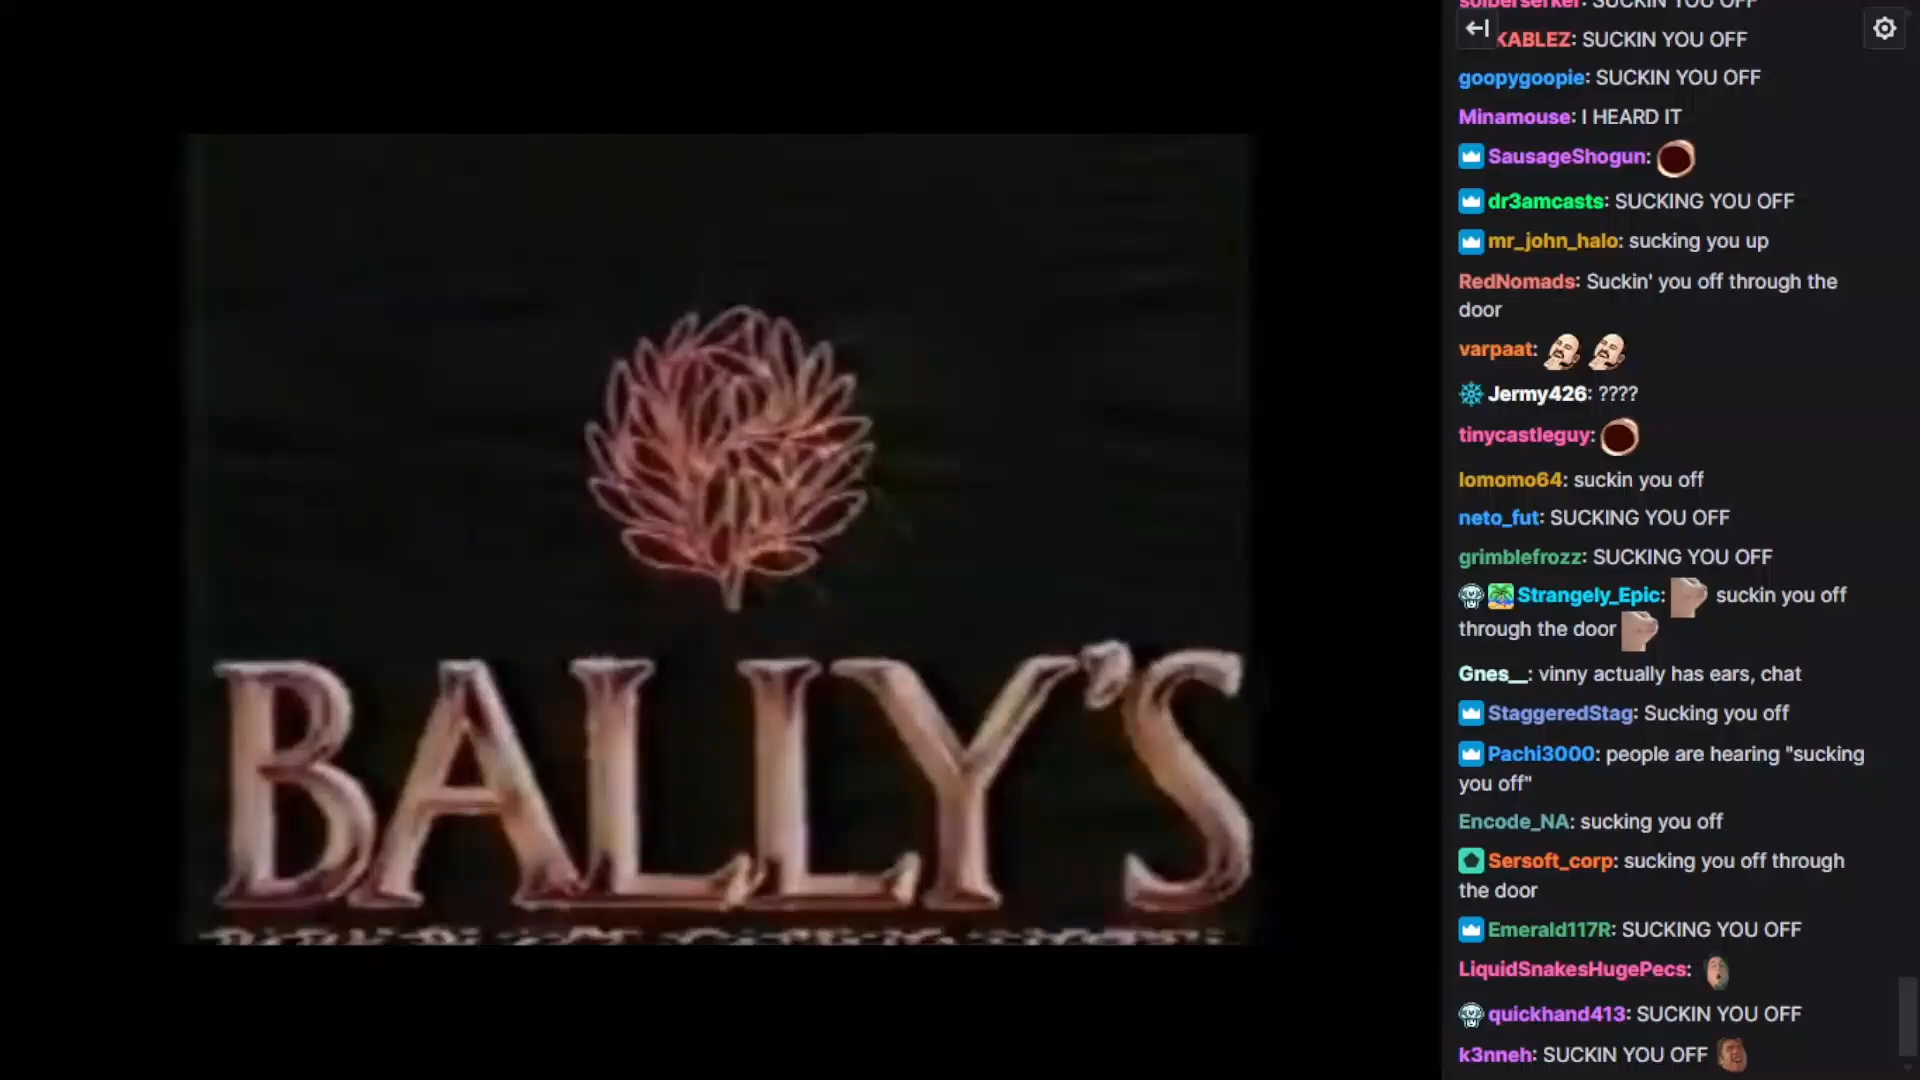 BALLY'S
solberserker: SUCKIN YOU OFF
KABLEZ: SUCKIN YOU OFF
goopygoopie: SUCKIN YOU OFF
Minamouse: I HEARD IT
SausageShogun:
dr3amcasts: SUCKING YOU OFF
mr_john_halo: sucking you up
RedNomads: Suckin' you off through the
door
varpaat:
Jermy426: ????
tinycastleguy:
lomomo64: suckin you off
neto_fut: SUCKING YOU OFF
grimblefrozz: SUCKING YOU OFF
Strangely_Epic: suckin you off
through the door
Gnes__: vinny actually has ears, chat
StaggeredStag: Sucking you off
Pachi3000: people are hearing "sucking
you off"
Encode_NA: sucking you off
Sersoft_corp: sucking you off through
the door
Emerald117R: SUCKING YOU OFF
LiquidSnakesHugePecs:
quickhand413: SUCKIN YOU OFF
k3nneh: SUCKIN YOU OFF